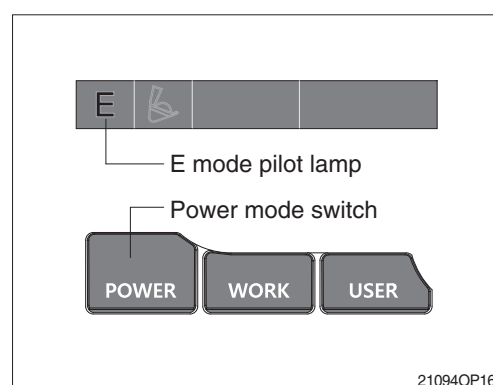 E
E mode pilot lamp
Power mode switch
POWER WORK USER
21094OP16